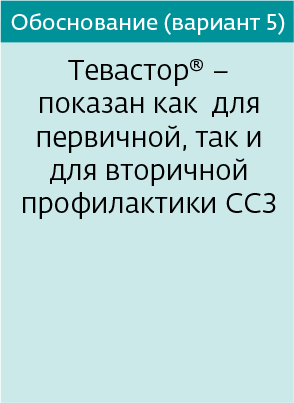 Обоснование (вариант 5)
Тевастор® –
показан как для
первичной, так и
для вторичной
профилактики ССЗ